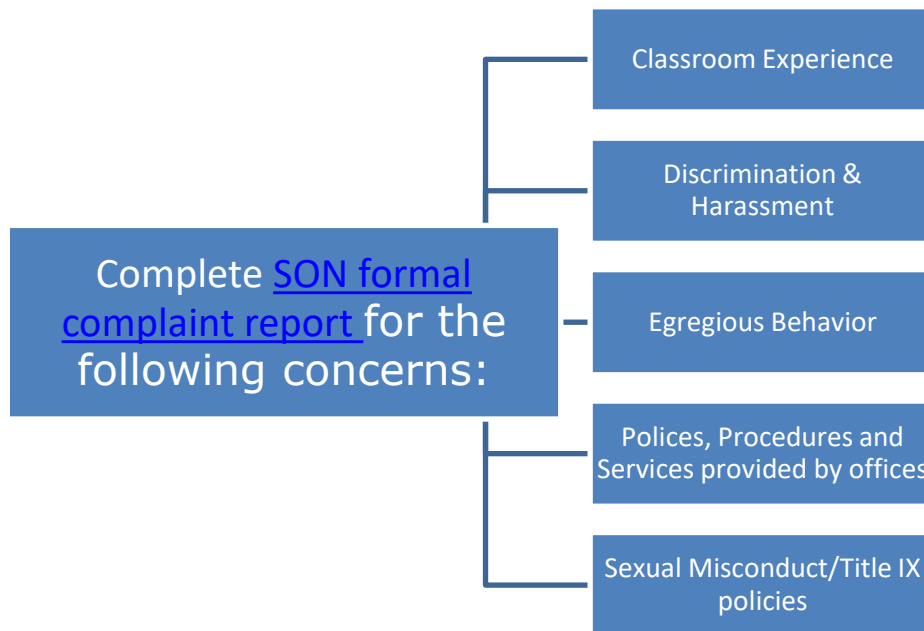 Complete SON formal
complaint report for the
following concerns:
Classroom Experience
Discrimination &
Harassment
Egregious Behavior
Polices, Procedures and
Services provided by offices
Sexual Misconduct/Title IX
policies